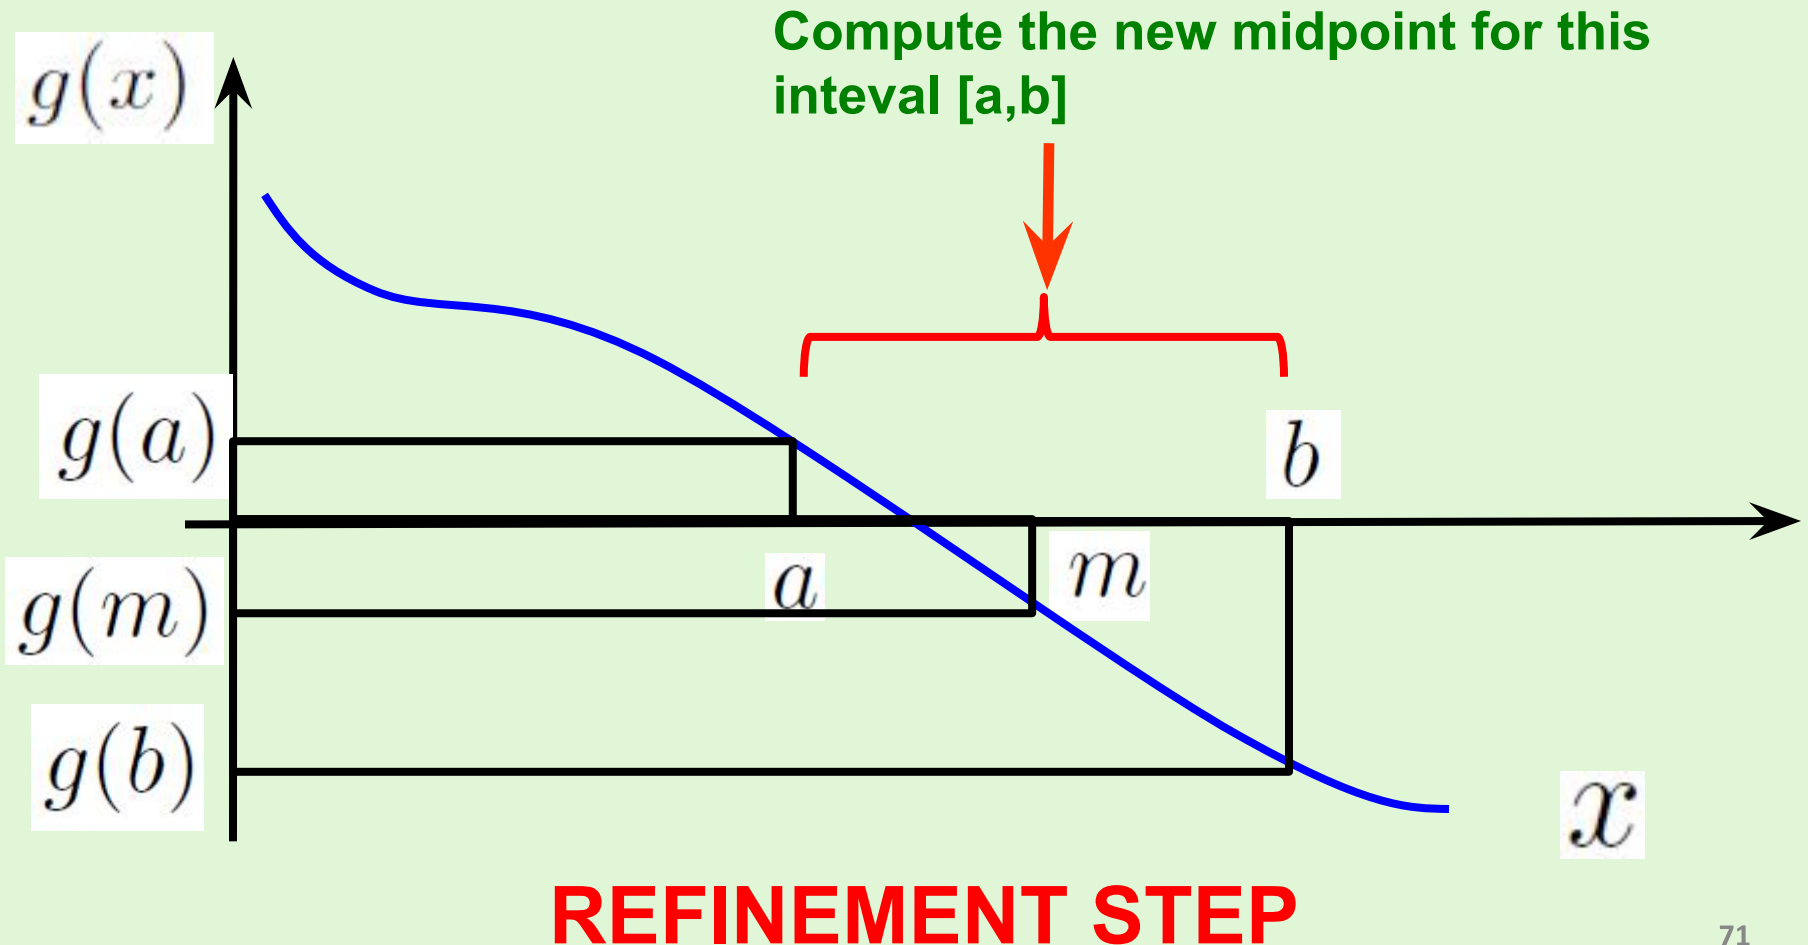 Compute the new midpoint for this
inteval [a,b]
g(x)
g(a)
b
a
m
g(m)
g(b)
x
REFINEMENT STEP
71